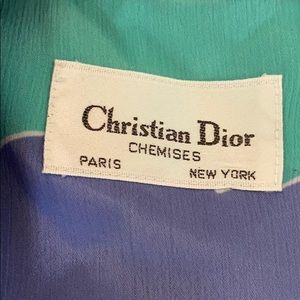 Christian Dior
CHEMISES
PARIS NEW YORK